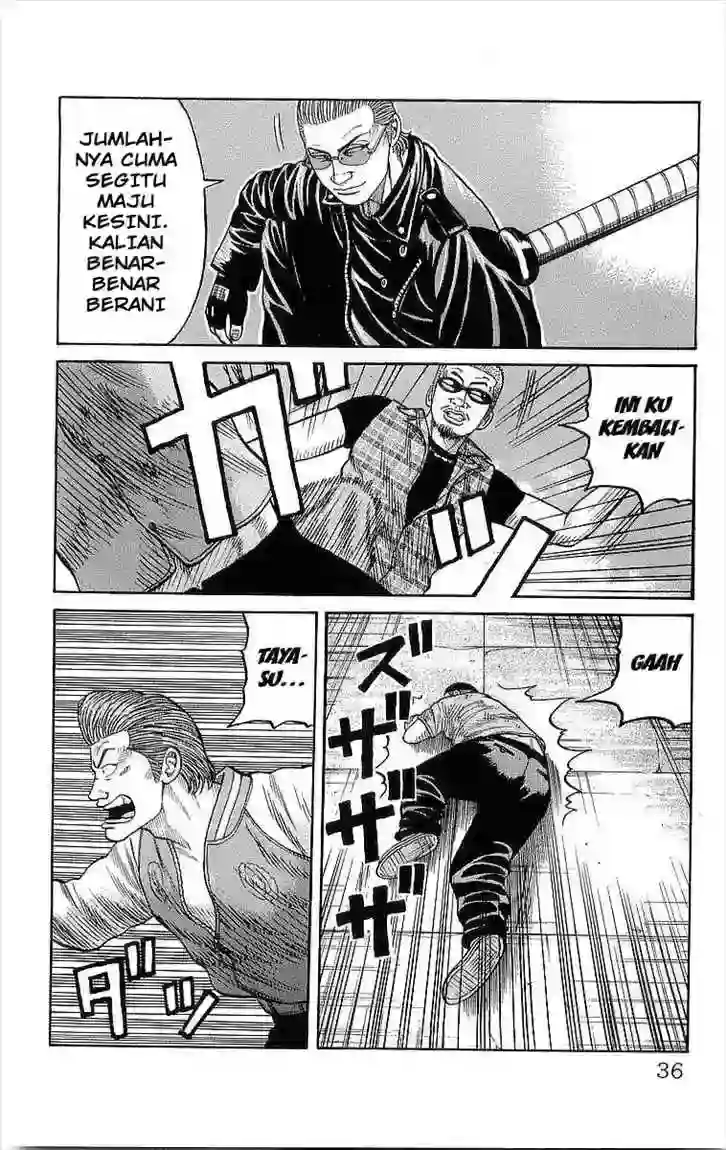 JUMLAH-
NYA CUMA
SEGITU
MAJU
KESINI.
KALIAN
BENAR-
BENAR
BERANI
INI KU
KEMBALI-
KAN
ガッ
GAAH
ズザザザ
TAYA-
SU...
ダッ
36